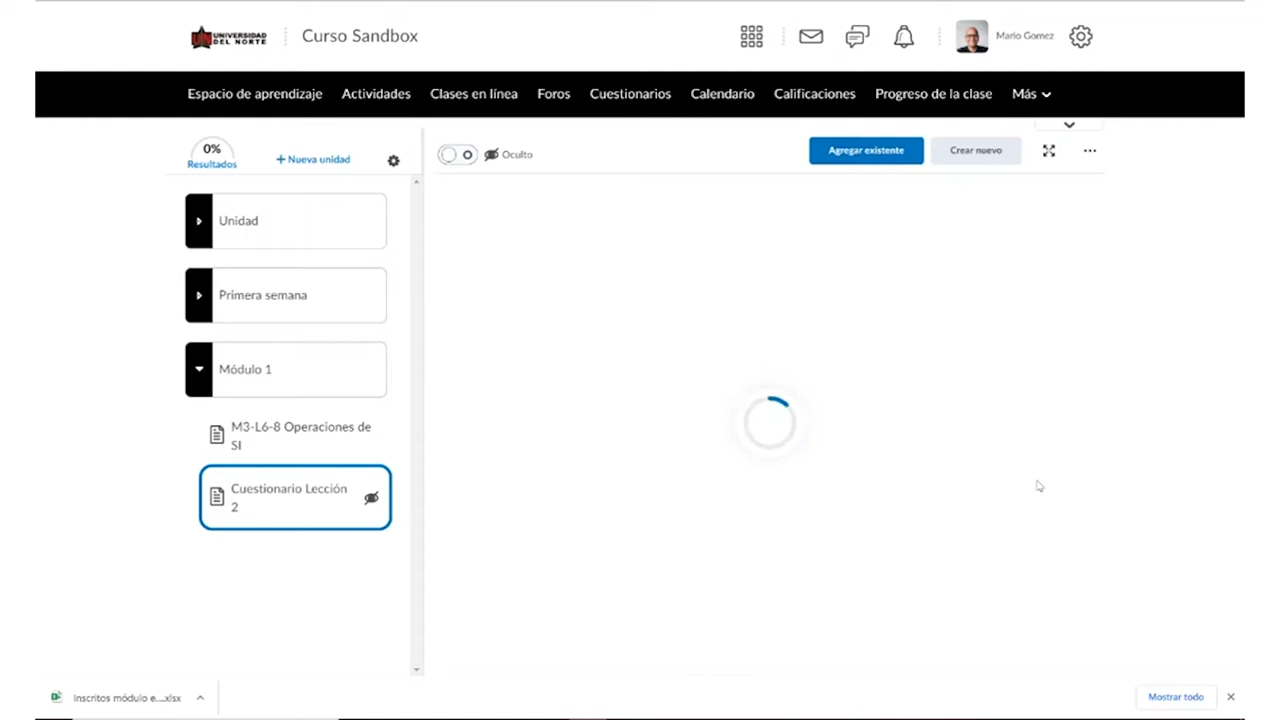 UNIVERSIDAD
DEL NORTE
Curso Sandbox
Mario Gomez
Espacio de aprendizaje Actividades Clases en línea Foros Cuestionarios Calendario Calificaciones Progreso de la clase Más
0%
Resultados
+ Nueva unidad
Oculto
Agregar existente
Crear nuevo
Unidad
Primera semana
Módulo 1
M3-L6-8 Operaciones de
SI
Cuestionario Lección
2
Inscritos módulo e....xlsx
Mostrar todo